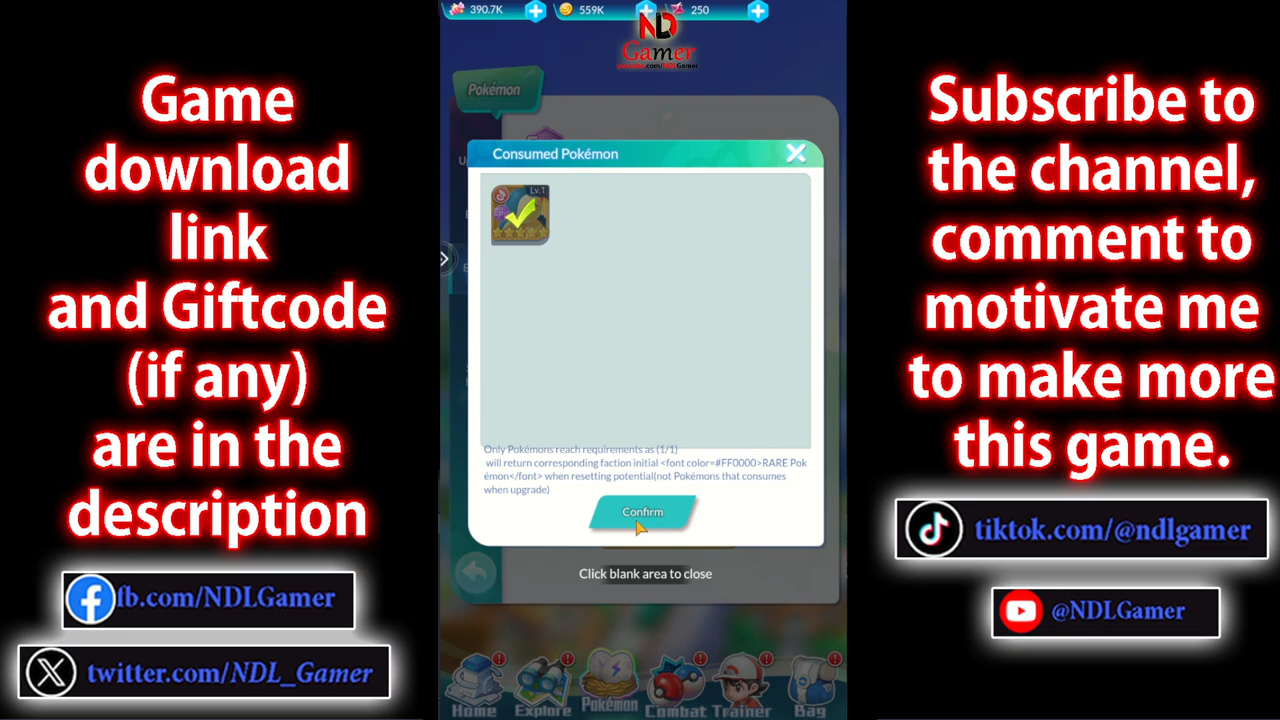 Game
download
link
and Giftcode
(if any)
are in the
description
fb.com/NDLGamer
twitter.com/NDL_Gamer
390.7K
559K
250
ND
Gamer
Pokémon
Consumed Pokémon
Lv.1
Only Pokémons reach requirements as (1/1)
will return corresponding faction initial <font color=#FF0000>RARE Pok
émon</font> when resetting potential(not Pokémons that consumes
when upgrade)
Confirm
Click blank area to close
Home
Explore
Pokémon
Combat
Trainer
Bag
Subscribe to
the channel,
comment to
motivate me
to make more
this game.
tiktok.com/@ndlgamer
@NDLGamer